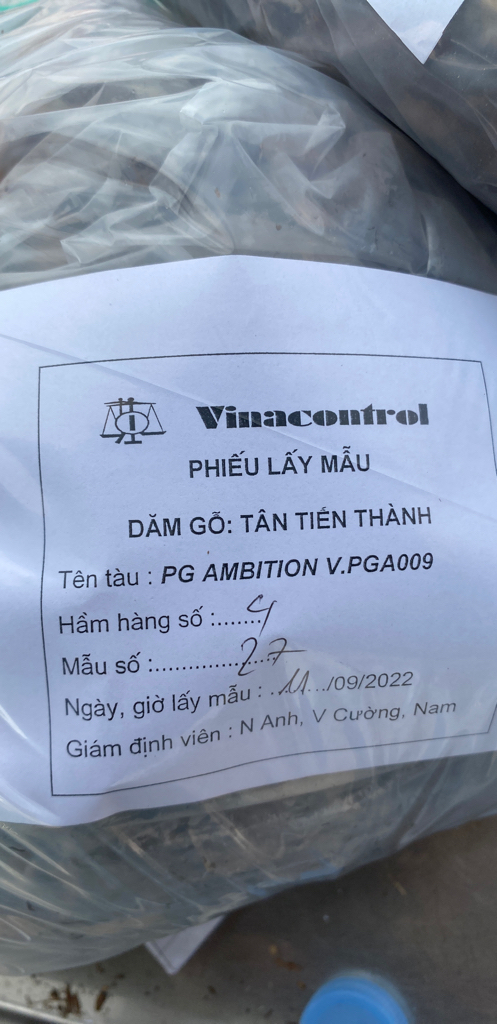 Vinacontrol
PHIẾU LẤY MẪU
DĂM GỖ: TÂN TIẾN THÀNH
Tên tàu : PG AMBITION V.PGA009
Hầm hàng số :.......4
Mẫu số :................27
Ngày, giờ lấy mẫu : ..11.../09/2022
Giám định viên : N Anh, V Cường, Nam